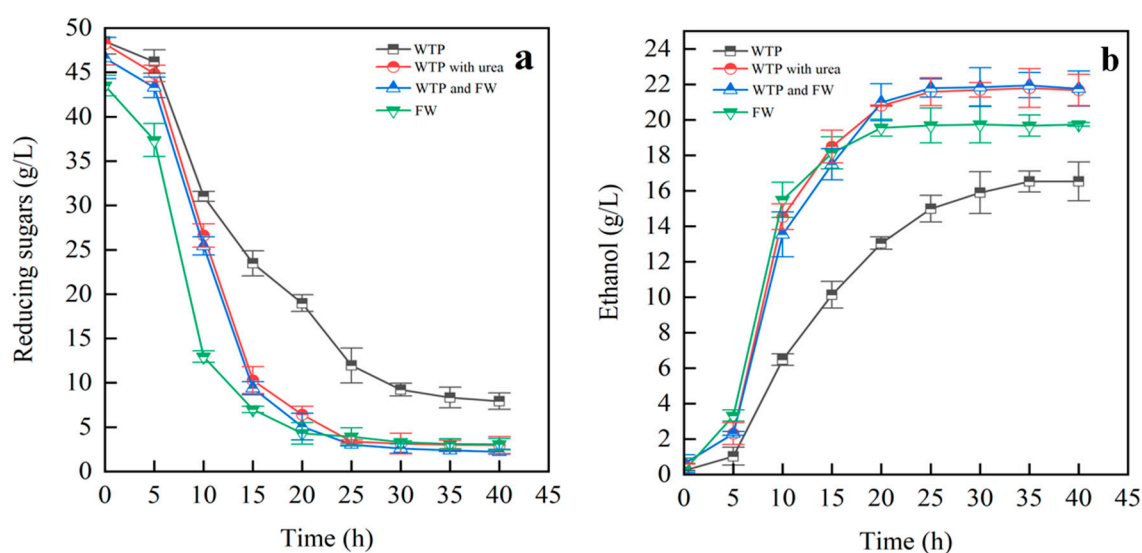 a
WTP
WTP with urea
WTP and FW
FW
Reducing sugars (g/L)
50
45
40
35
30
25
20
15
10
5
0
0 5 10 15 20 25 30 35 40 45
Time (h)
b
WTP
WTP with urea
WTP and FW
FW
Ethanol (g/L)
24
22
20
18
16
14
12
10
8
6
4
2
0
0 5 10 15 20 25 30 35 40 45
Time (h)